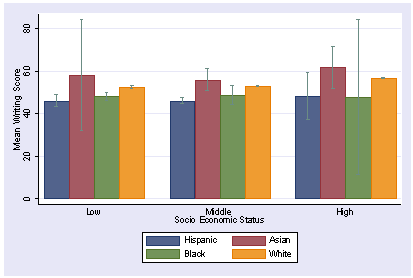 Mean Writing Score
80
60
40
20
0
Low Middle High
Socio Economic Status
Hispanic Asian
Black White